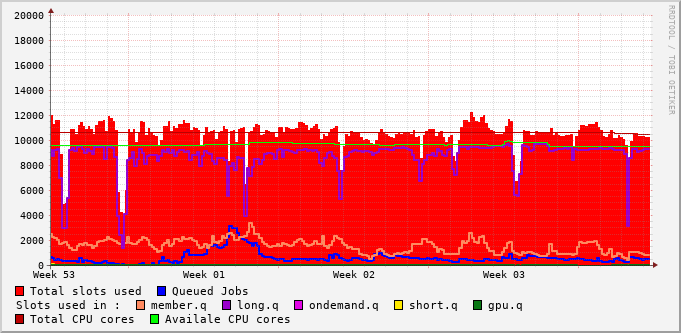 RRDTOOL / TOBI OETIKER
20000
18000
16000
14000
12000
10000
8000
6000
4000
2000
0
Week 53 Week 01 Week 02 Week 03
Total slots used Queued Jobs
Slots used in : member.q long.q ondemand.q short.q gpu.q
Total CPU cores Availale CPU cores